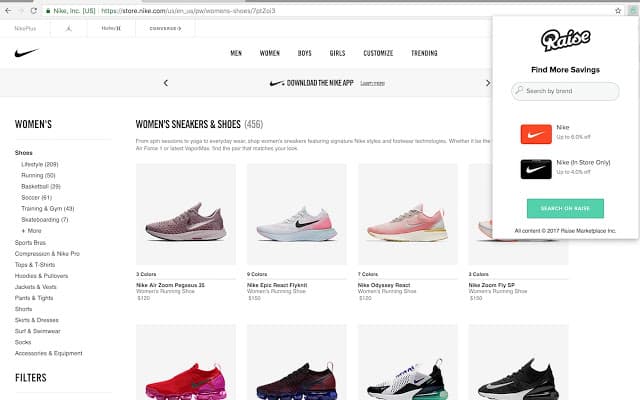 Nike, Inc. [US]
https://store.nike.com/us/en_us/pw/womens-shoes/7ptZoi3
NikePlus
Hurley
CONVERSE
MEN WOMEN BOYS GIRLS CUSTOMIZE TRENDING
DOWNLOAD THE NIKE APP Learn more
WOMEN'S
Shoes
Lifestyle (209)
Running (50)
Basketball (39)
Soccer (61)
Training & Gym (43)
Skateboarding (7)
+ More
Sports Bras
Compression & Nike Pro
Tops & T-Shirts
Hoodies & Pullovers
Jackets & Vests
Pants & Tights
Shorts
Skirts & Dresses
Surf & Swimwear
Socks
Accessories & Equipment
FILTERS
WOMEN'S SNEAKERS & SHOES (456)
From spin sessions to yoga to everyday wear, shop women's sneakers featuring signature Nike styles and footwear technologies. Whether it be the
Air Force 1 or latest VaporMax, find the pair that matches your look.
3 Colors
Nike Air Zoom Pegasus 35
Women's Running Shoe
$120
9 Colors
Nike Epic React Flyknit
Women's Running Shoe
$150
7 Colors
Nike Odyssey React
Women's Running Shoe
$120
4 Colors
Nike Zoom Fly SP
Women's Running Shoe
$150
Raise
Find More Savings
Search by brand
Nike
Up to 6.0% off
Nike (In Store Only)
Up to 4.0% off
SEARCH ON RAISE
All content © 2017 Raise Marketplace Inc.